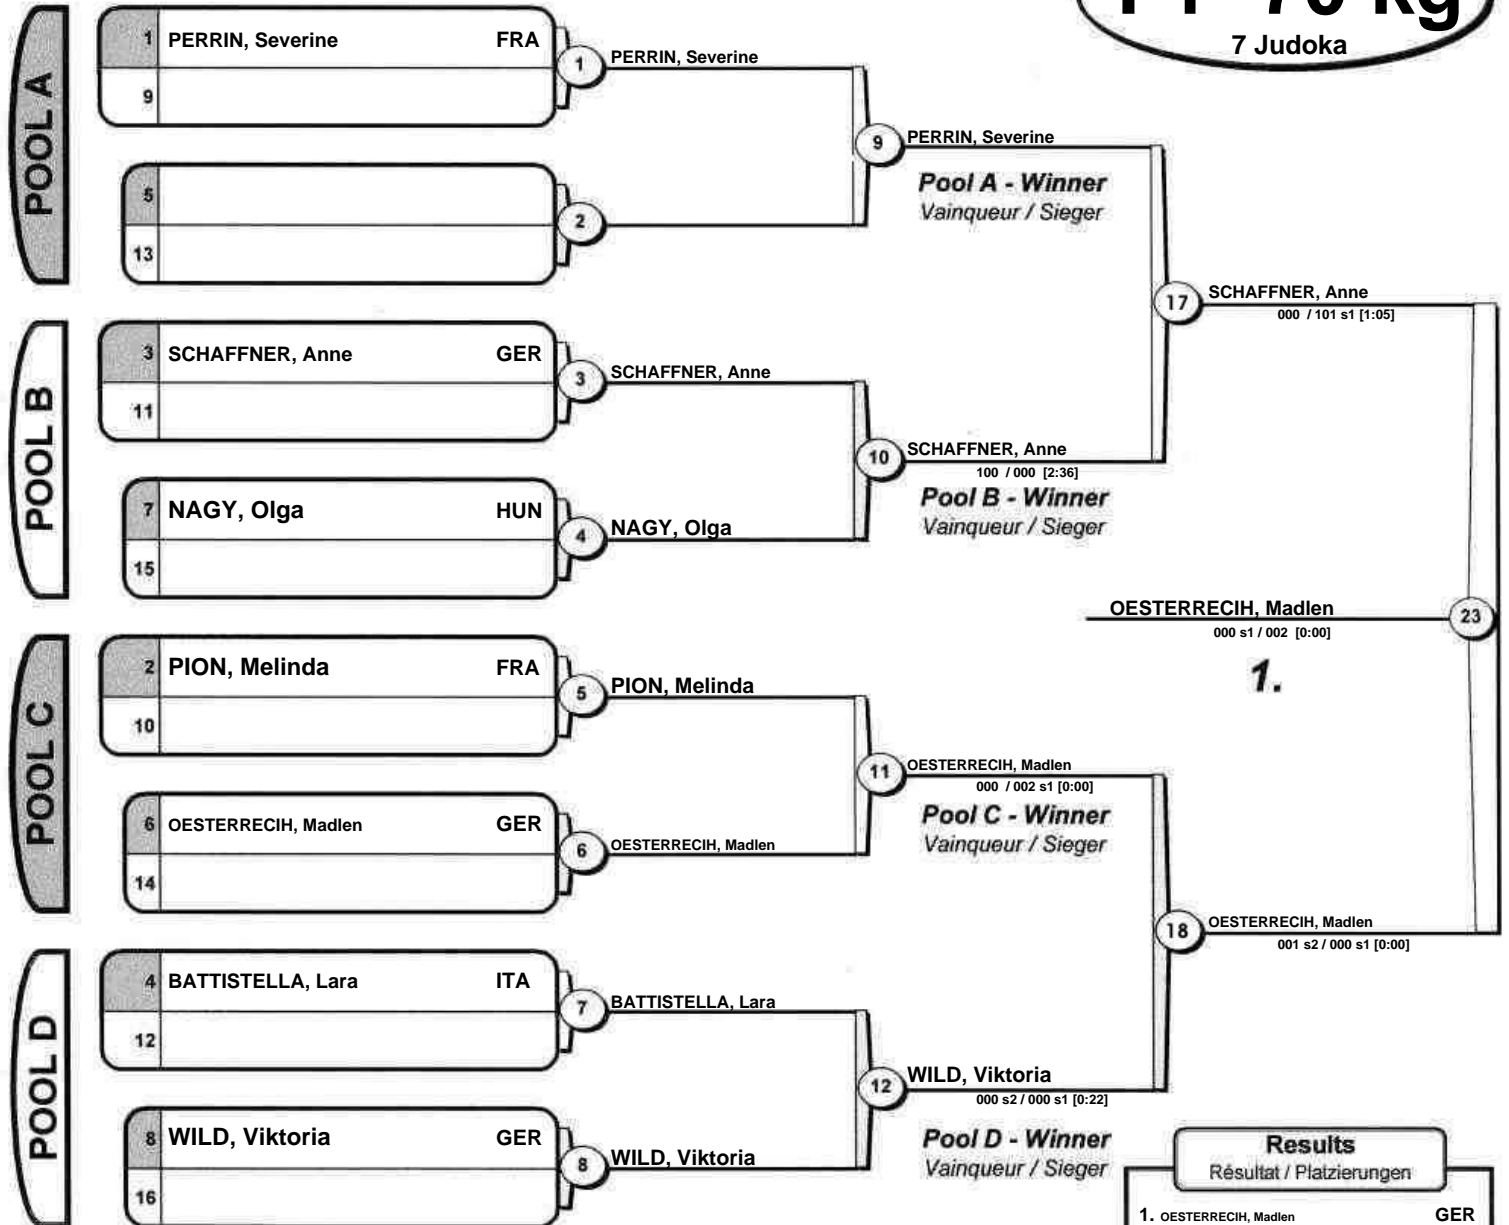 7 Judoka
POOL A
1 PERRIN, Severine FRA
9
1 PERRIN, Severine
5
13
2
9 PERRIN, Severine
Pool A - Winner
Vainqueur / Sieger
17 SCHAFFNER, Anne
000 / 101 s1 [1:05]
POOL B
3 SCHAFFNER, Anne GER
11
3 SCHAFFNER, Anne
7 NAGY, Olga HUN
15
4 NAGY, Olga
10 SCHAFFNER, Anne
100 / 000 [2:36]
Pool B - Winner
Vainqueur / Sieger
OESTERRECIH, Madlen 23
000 s1 / 002 [0:00]
1.
POOL C
2 PION, Melinda FRA
10
5 PION, Melinda
6 OESTERRECIH, Madlen GER
14
6 OESTERRECIH, Madlen
11 OESTERRECIH, Madlen
000 / 002 s1 [0:00]
Pool C - Winner
Vainqueur / Sieger
18 OESTERRECIH, Madlen
001 s2 / 000 s1 [0:00]
POOL D
4 BATTISTELLA, Lara ITA
12
7 BATTISTELLA, Lara
8 WILD, Viktoria GER
16
8 WILD, Viktoria
12 WILD, Viktoria
000 s2 / 000 s1 [0:22]
Pool D - Winner
Vainqueur / Sieger
Results
Résultat / Platzierungen
1. OESTERRECIH, Madlen GER